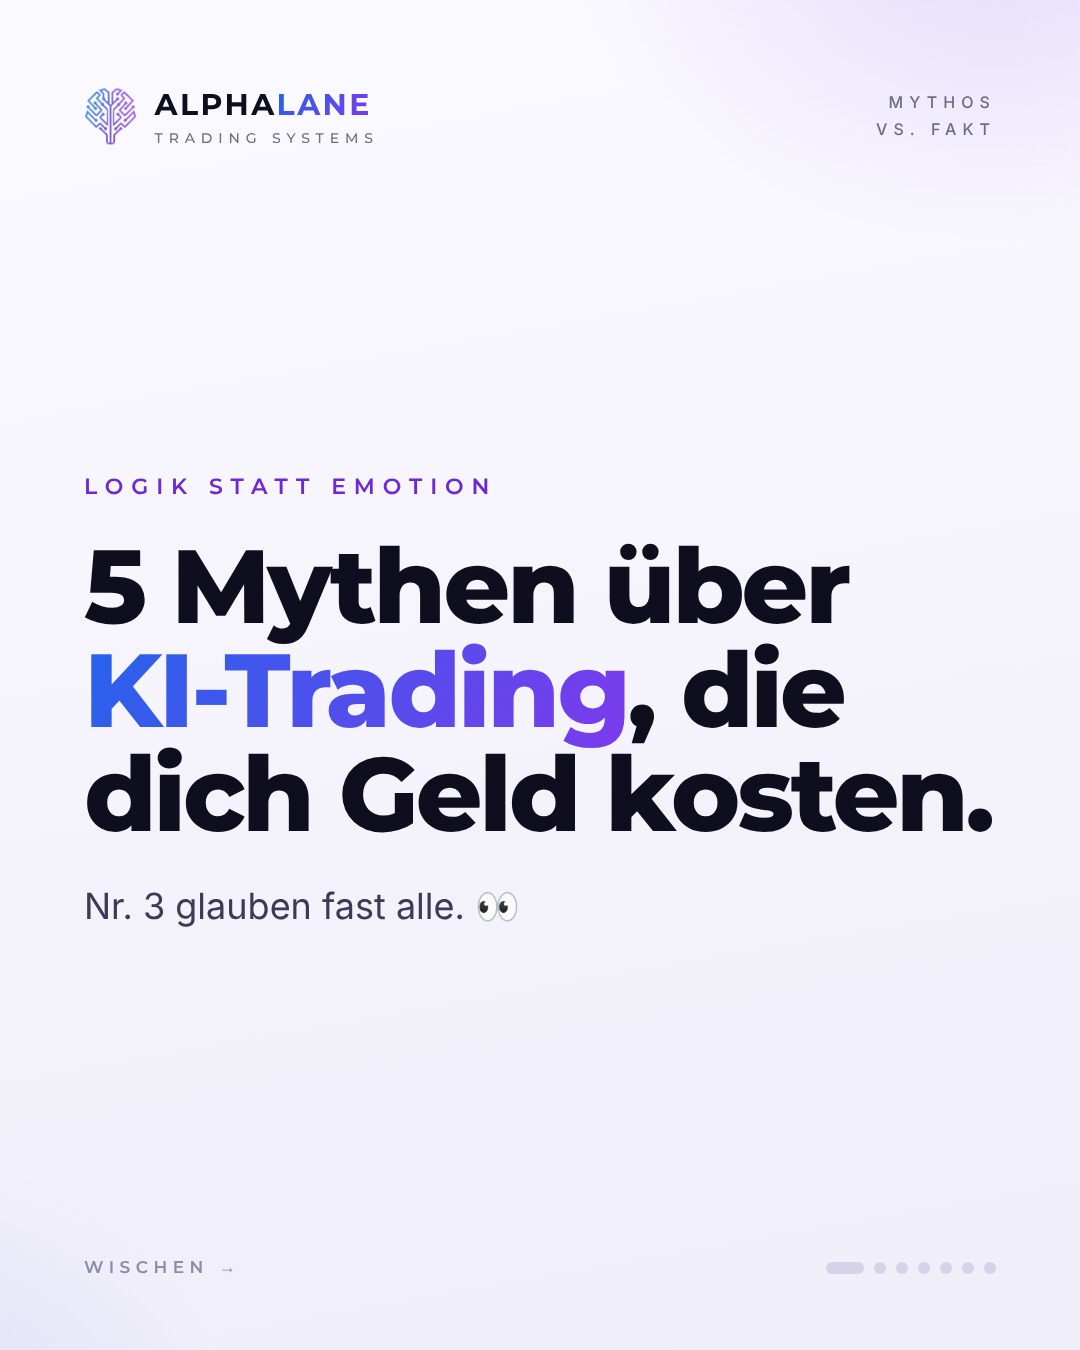 ALPHALANE
TRADING SYSTEMS
MYTHOS
VS. FAKT
LOGIK STATT EMOTION
5 Mythen über
KI-Trading, die
dich Geld kosten.
Nr. 3 glauben fast alle. 👀
WISCHEN →